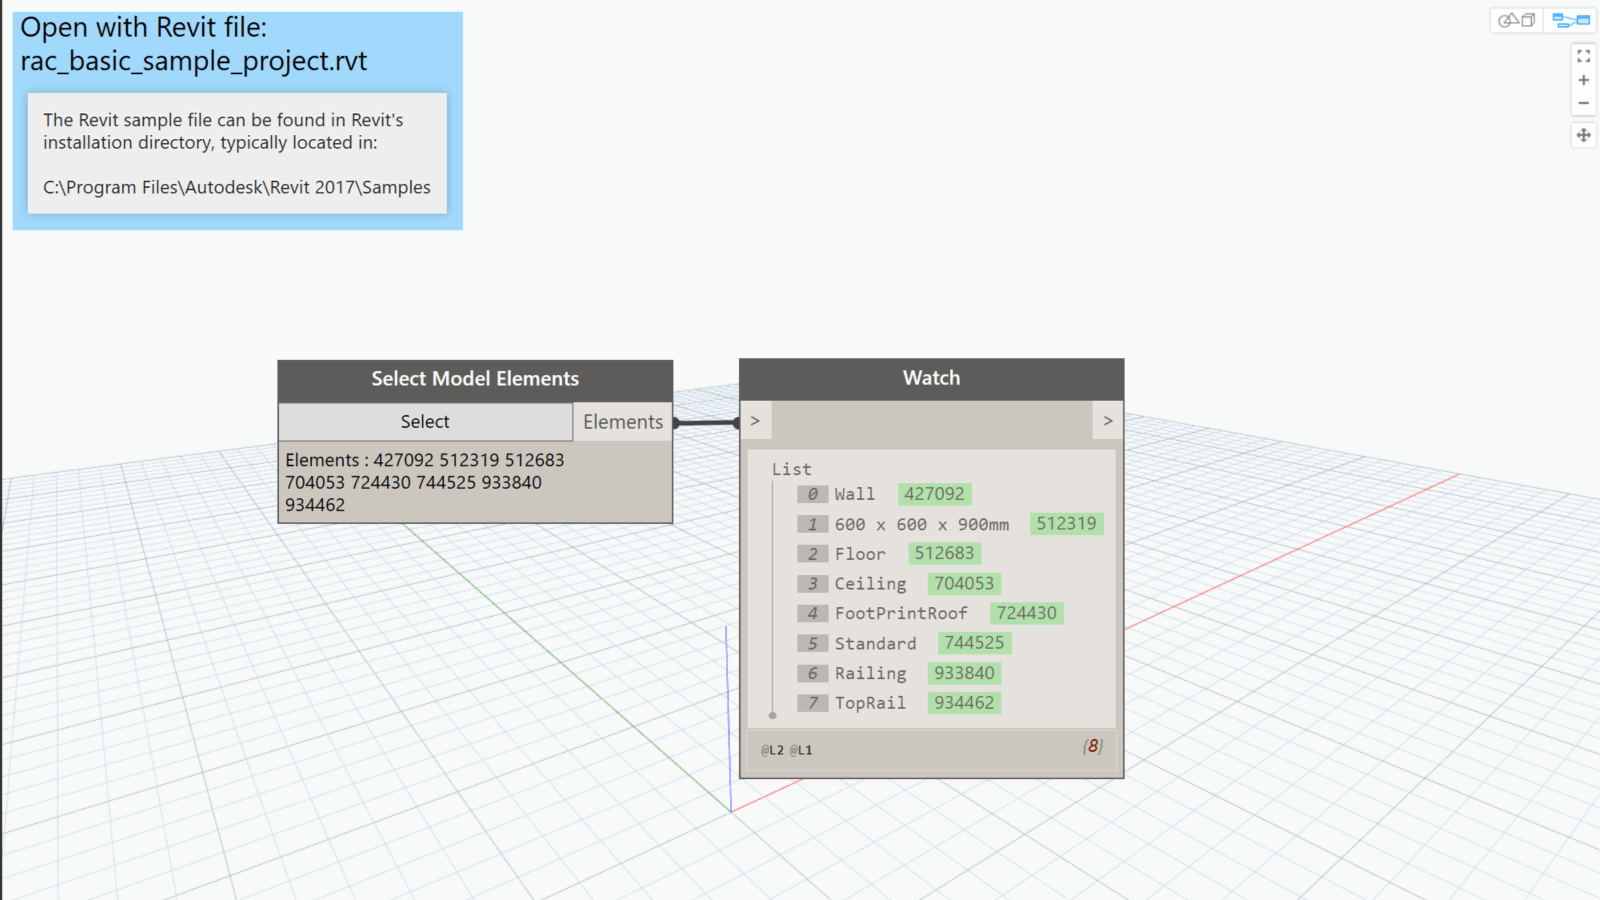 Open with Revit file:
rac_basic_sample_project.rvt
The Revit sample file can be found in Revit's
installation directory, typically located in:
C:\Program Files\Autodesk\Revit 2017\Samples
Select Model Elements
Select
Elements
Elements : 427092 512319 512683
704053 724430 744525 933840
934462
Watch
> >
List
0 Wall 427092
1 600 x 600 x 900mm 512319
2 Floor 512683
3 Ceiling 704053
4 FootPrintRoof 724430
5 Standard 744525
6 Railing 933840
7 TopRail 934462
@L2 @L1 {8}